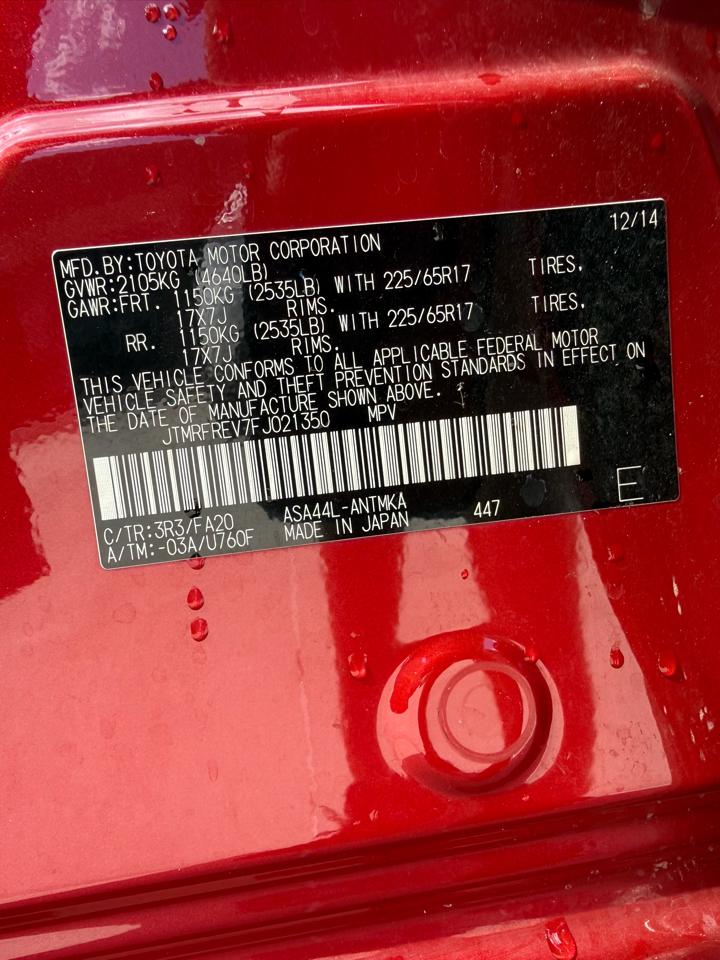 12/14
MFD.BY:TOYOTA MOTOR CORPORATION
GVWR:2105KG (4640LB)
GAWR:FRT. 1150KG (2535LB) WITH 225/65R17 TIRES,
17X7J RIMS.
RR. 1150KG (2535LB) WITH 225/65R17 TIRES,
17X7J RIMS.
THIS VEHICLE CONFORMS TO ALL APPLICABLE FEDERAL MOTOR
VEHICLE SAFETY AND THEFT PREVENTION STANDARDS IN EFFECT ON
THE DATE OF MANUFACTURE SHOWN ABOVE.
JTMRFREV7FJ021350 MPV
C/TR:3R3/FA20 ASA44L-ANTMKA 447 E
A/TM:-03A/U760F MADE IN JAPAN